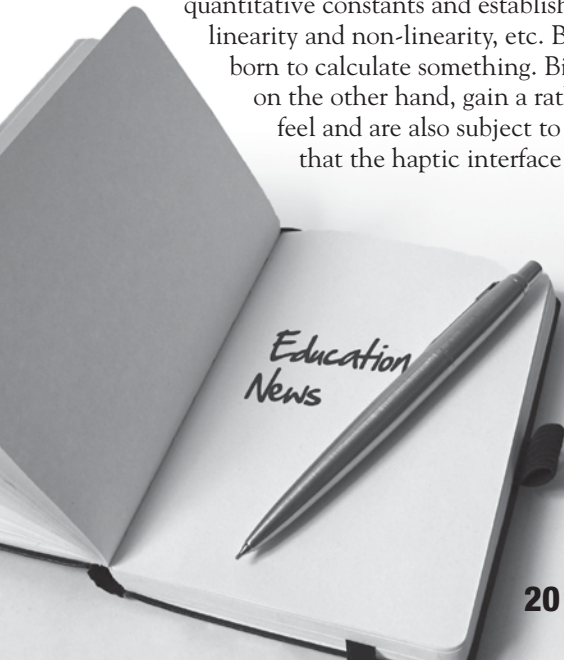 quantitative constants and establish
linearity and non-linearity, etc. B
born to calculate something. Bi
on the other hand, gain a rat
feel and are also subject to
that the haptic interface
Education
News
20